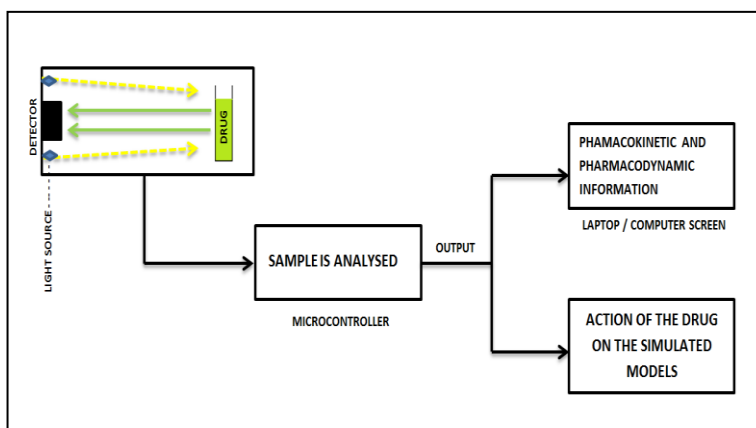 DETECTOR
DRUG
LIGHT SOURCE
SAMPLE IS ANALYSED
MICROCONTROLLER
OUTPUT
PHAMACOKINETIC AND
PHARMACODYNAMIC
INFORMATION
LAPTOP / COMPUTER SCREEN
ACTION OF THE DRUG
ON THE SIMULATED
MODELS